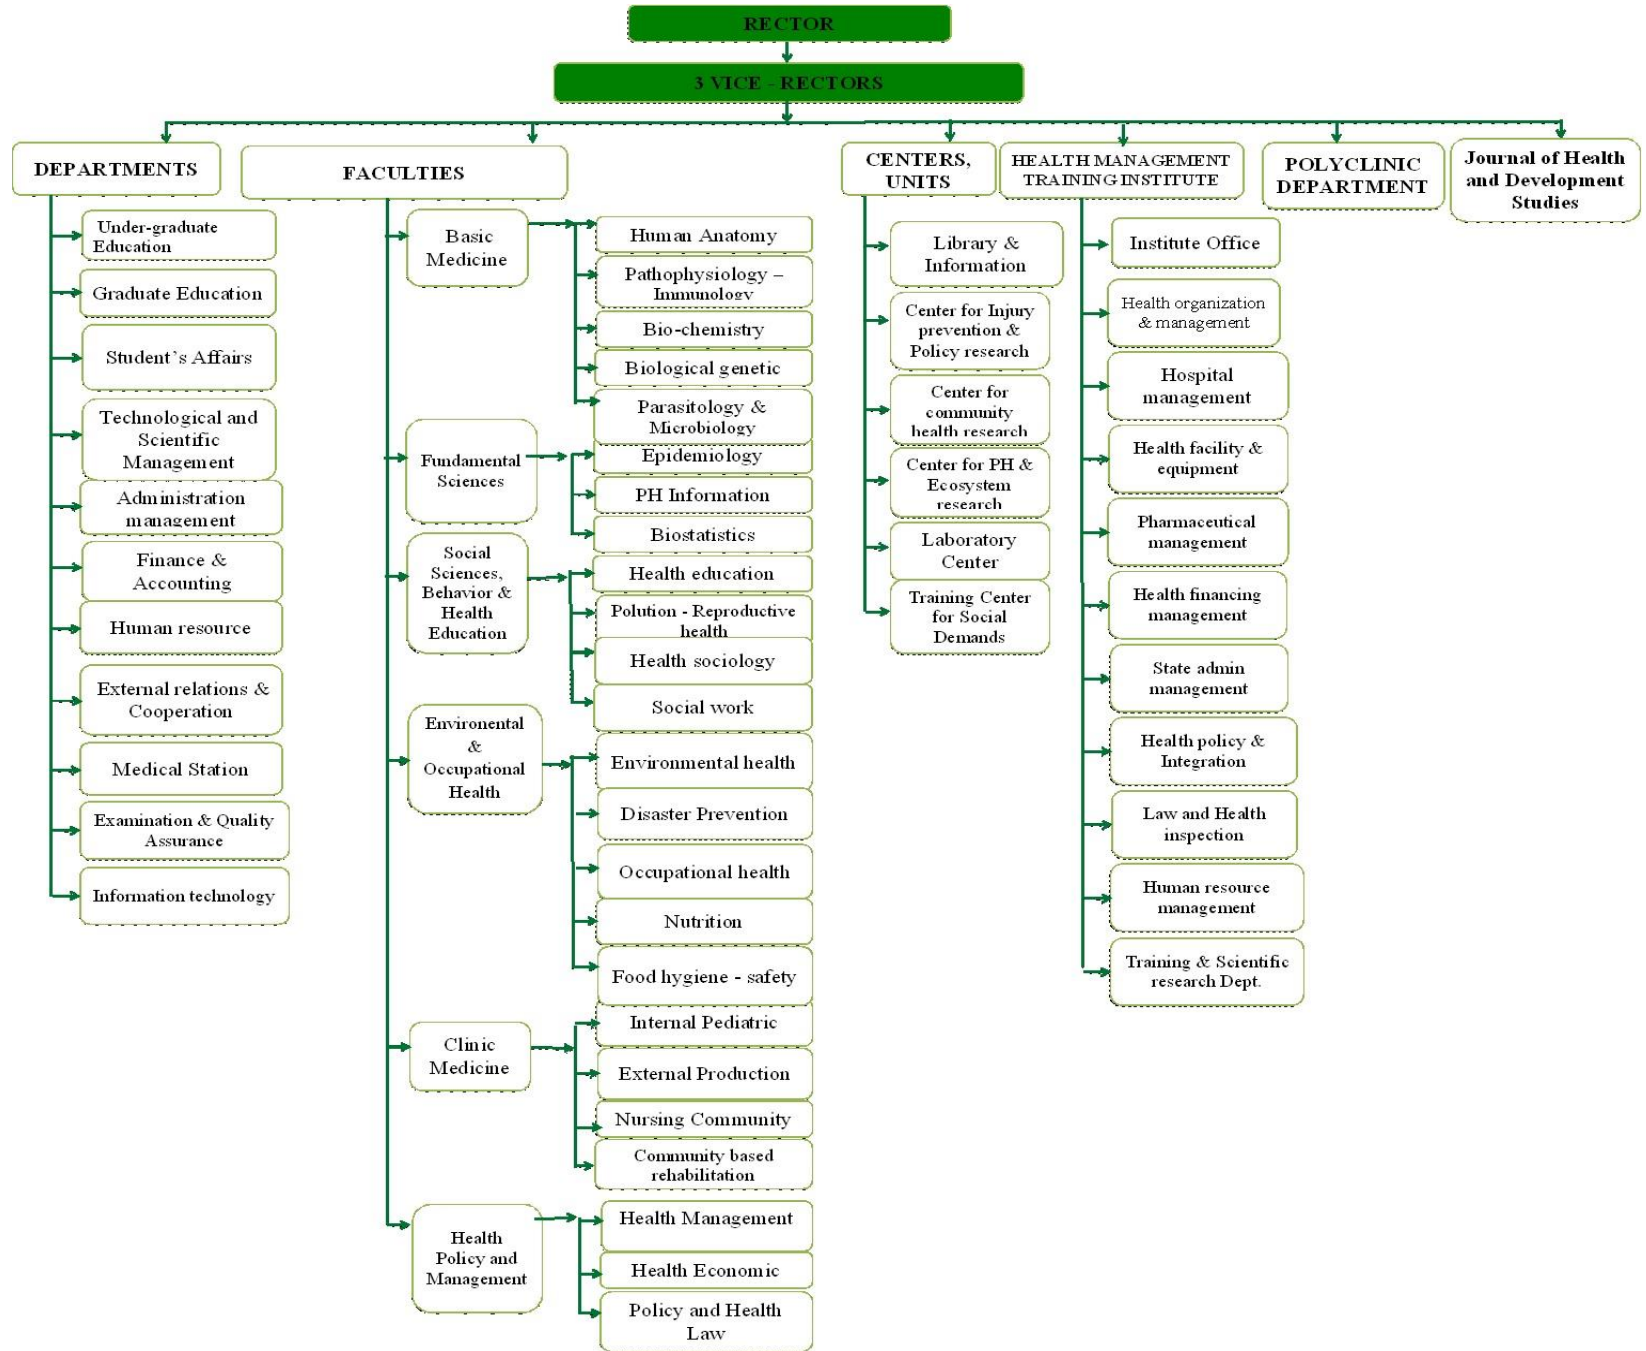 RECTOR
3 VICE - RECTORS
DEPARTMENTS
Under-graduate
Education
Graduate Education
Student’s Affairs
Technological and
Scientific
Management
Administration
management
Finance &
Accounting
Human resource
External relations &
Cooperation
Medical Station
Examination & Quality
Assurance
Information technology
FACULTIES
Basic
Medicine
Human Anatomy
Pathophysiology –
Immunology
Bio-chemistry
Biological genetic
Parasitology &
Microbiology
Fundamental
Sciences
Epidemiology
PH Information
Biostatistics
Social
Sciences,
Behavior &
Health
Education
Health education
Polution - Reproductive
health
Health sociology
Social work
Environental
&
Occupational
Health
Environmental health
Disaster Prevention
Occupational health
Nutrition
Food hygiene - safety
Clinic
Medicine
Internal Pediatric
External Production
Nursing Community
Community based
rehabilitation
Health
Policy and
Management
Health Management
Health Economic
Policy and Health
Law
CENTERS,
UNITS
Library &
Information
Center for Injury
prevention &
Policy research
Center for
community
health research
Center for PH &
Ecosystem
research
Laboratory
Center
Training Center
for Social
Demands
HEALTH MANAGEMENT
TRAINING INSTITUTE
Institute Office
Health organization
& management
Hospital
management
Health facility &
equipment
Pharmaceutical
management
Health financing
management
State admin
management
Health policy &
Integration
Law and Health
inspection
Human resource
management
Training & Scientific
research Dept.
POLYCLINIC
DEPARTMENT
Journal of Health
and Development
Studies